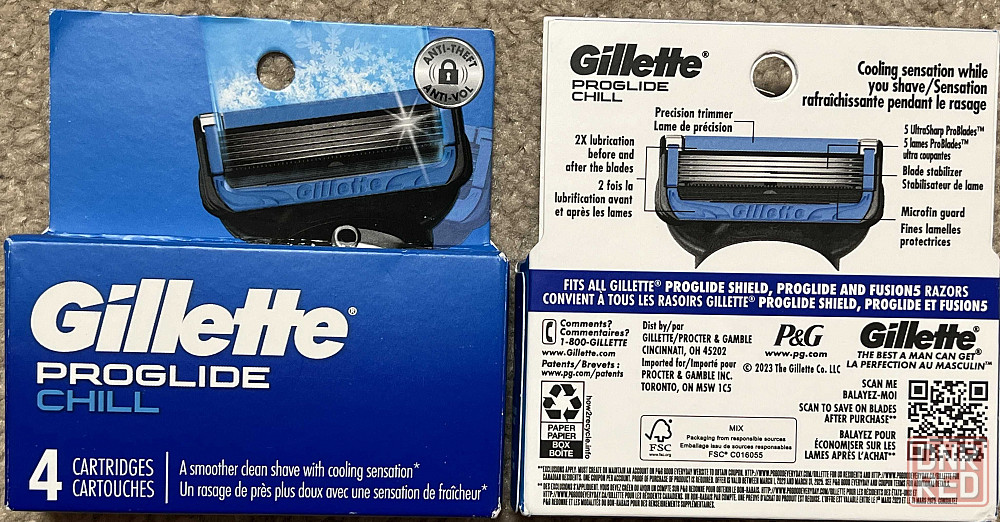 ANTI-THEFT
ANTI-VOL
Gillette
Gillette®
PROGLIDE
CHILL
4 CARTRIDGES
CARTOUCHES
A smoother clean shave with cooling sensation*
Un rasage de près plus doux avec une sensation de fraîcheur*
Gillette®
PROGLIDE
CHILL
Cooling sensation while
you shave/Sensation
rafraîchissante pendant le rasage
Precision trimmer
Lame de précision
2X lubrication
before and
after the blades
2 fois la
lubrification avant
et après les lames
5 UltraSharp ProBlades™
5 lames ProBlades™
ultra coupantes
Blade stabilizer
Stabilisateur de lame
Microfin guard
Fines lamelles
protectrices
Gillette
FITS ALL GILLETTE® PROGLIDE SHIELD, PROGLIDE AND FUSION5 RAZORS
CONVIENT À TOUS LES RASOIRS GILLETTE® PROGLIDE SHIELD, PROGLIDE ET FUSION5
Comments?
Commentaires?
1-800-GILLETTE
www.Gillette.com
Patents/Brevets :
www.pg.com/patents
Dist by/par
GILLETTE/PROCTER & GAMBLE
CINCINNATI, OH 45202
Imported for/Importé pour
PROCTER & GAMBLE INC.
TORONTO, ON M5W 1C5
P&G
www.pg.com
© 2023 The Gillette Co. LLC
Gillette®
THE BEST A MAN CAN GET®
LA PERFECTION AU MASCULIN™
PAPER
PAPIER
BOX
BOÎTE
how2recycle.info
FSC
www.fsc.org
MIX
Packaging from responsible sources
Emballage issu de sources responsables
FSC® C016055
SCAN ME
BALAYEZ-MOI
SCAN TO SAVE ON BLADES
AFTER PURCHASE**
BALAYEZ POUR
ÉCONOMISER SUR LES
LAMES APRÈS L'ACHAT**